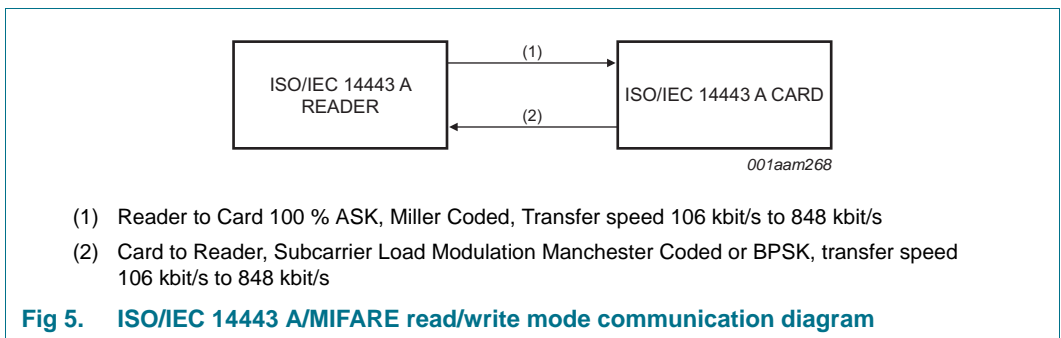 (1)
ISO/IEC 14443 A
READER
ISO/IEC 14443 A CARD
(2)
001aam268
(1) Reader to Card 100 % ASK, Miller Coded, Transfer speed 106 kbit/s to 848 kbit/s
(2) Card to Reader, Subcarrier Load Modulation Manchester Coded or BPSK, transfer speed
106 kbit/s to 848 kbit/s
Fig 5. ISO/IEC 14443 A/MIFARE read/write mode communication diagram